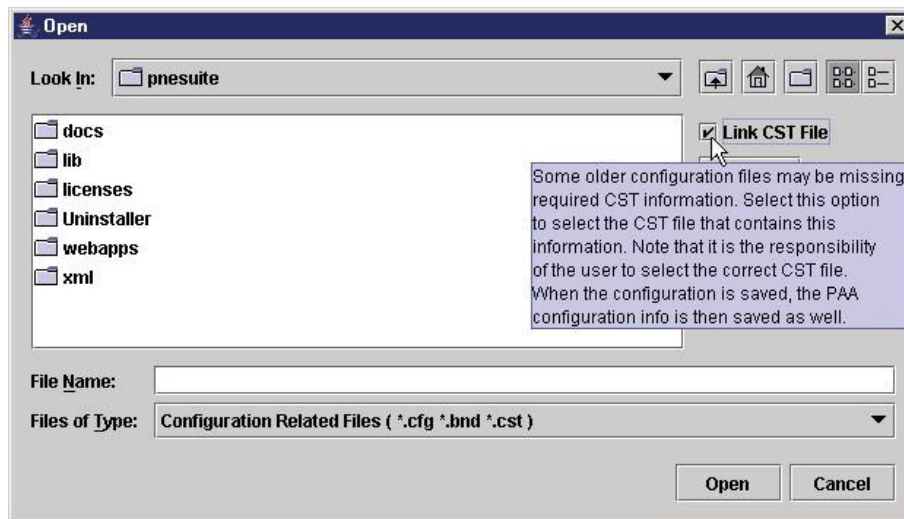 Open
Look In: pnesuite
docs
lib
licenses
Uninstaller
webapps
xml
Link CST File
Some older configuration files may be missing
required CST information. Select this option
to select the CST file that contains this
information. Note that it is the responsibility
of the user to select the correct CST file.
When the configuration is saved, the PAA
configuration info is then saved as well.
File Name:
Files of Type: Configuration Related Files ( *.cfg *.bnd *.cst )
Open Cancel